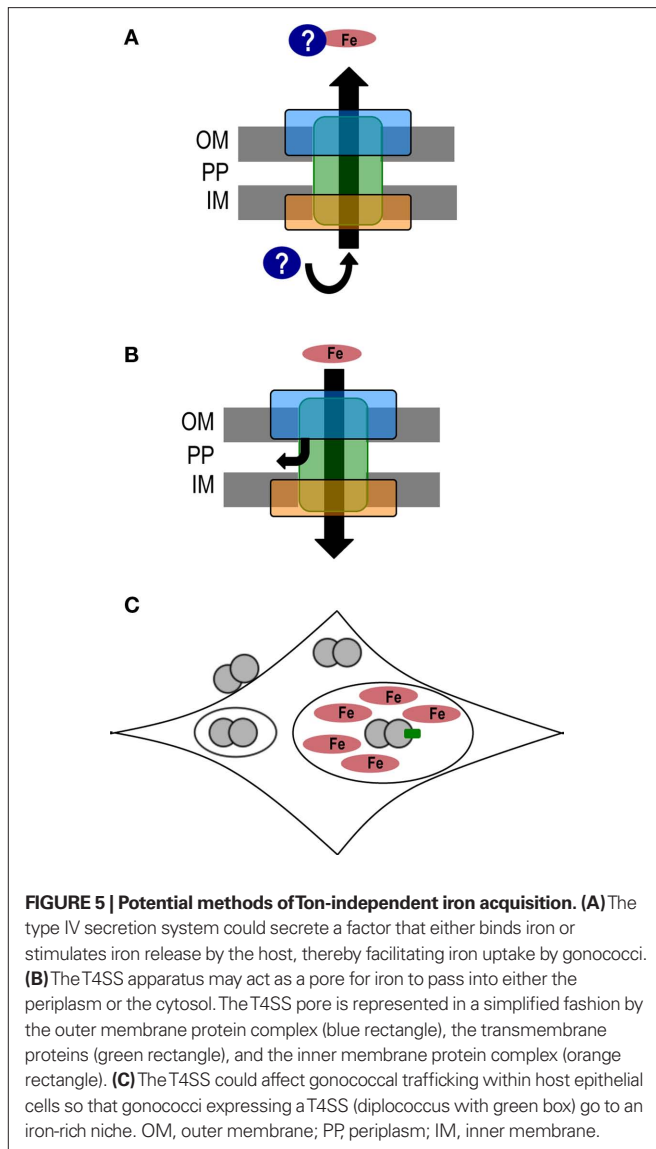 A
?
Fe
OM
PP
IM
?
B
Fe
OM
PP
IM
C
Fe
Fe
Fe
Fe
Fe
FIGURE 5 | Potential methods of Ton-independent iron acquisition. (A) The
type IV secretion system could secrete a factor that either binds iron or
stimulates iron release by the host, thereby facilitating iron uptake by gonococci.
(B) The T4SS apparatus may act as a pore for iron to pass into either the
periplasm or the cytosol. The T4SS pore is represented in a simplified fashion by
the outer membrane protein complex (blue rectangle), the transmembrane
proteins (green rectangle), and the inner membrane protein complex (orange
rectangle). (C) The T4SS could affect gonococcal trafficking within host epithelial
cells so that gonococci expressing a T4SS (diplococcus with green box) go to an
iron-rich niche. OM, outer membrane; PP, periplasm; IM, inner membrane.